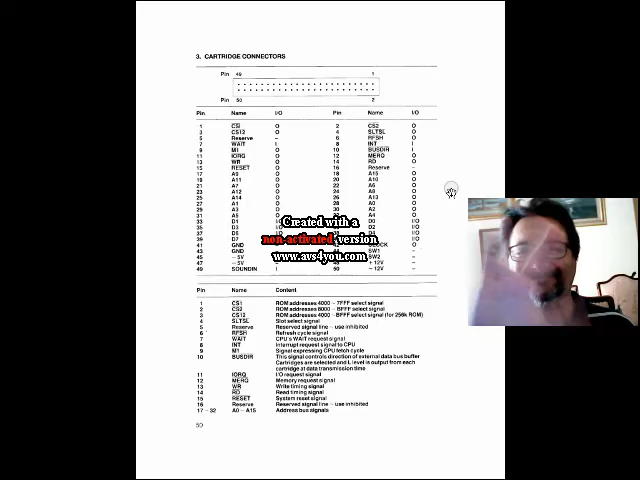 3. CARTRIDGE CONNECTORS
Pin 49 1
Pin 50 2
Pin Name I/O Pin Name I/O
1 CS1 O 2 CS2 O
3 CS12 O 4 SLTSL O
5 Reserve – 6 RFSH O
7 WAIT I 8 INT I
9 M1 O 10 BUSDIR I
11 IORQ O 12 MERQ O
13 WR O 14 RD O
15 RESET O 16 Reserve
17 A9 O 18 A15 O
19 A11 O 20 A10 O
21 A7 O 22 A6 O
23 A12 O 24 A8 O
25 A14 O 26 A13 O
27 A1 O 28 A0 O
29 A3 O 30 A2 O
31 A5 O A4 O
33 D1 I/O D0 I/O
35 D3 I/O D2 I/O
37 D5 I/O D4 I/O
39 D7 I/O
41 GND OCK O
43 GND SW1 –
45 –5V SW2
47 –5V +12V
49 SOUNDIN I 50 –12V
Created with a
non-activated version
www.avs4you.com
Pin Name Content
1 CS1 ROM addresses 4000 – 7FFF select signal
2 CS2 ROM addresses 8000 – BFFF select signal
3 CS12 ROM addresses 4000 – BFFF select signal (for 256k ROM)
4 SLTSL Slot select signal
5 Reserve Reserved signal line – use inhibited
6 RFSH Refresh cycle signal
7 WAIT CPU's WAIT request signal
8 INT Interrupt request signal to CPU
9 M1 Signal expressing CPU fetch cycle
10 BUSDIR This signal controls direction of external data bus buffer
Cartridges are selected and L level is output from each
cartridge at data transmission time
11 IORQ I/O request signal
12 MERQ Memory request signal
13 WR Write timing signal
14 RD Read timing signal
15 RESET System reset signal
16 Reserve Reserved signal line – use inhibited
17 – 32 A0 – A15 Address bus signals
50